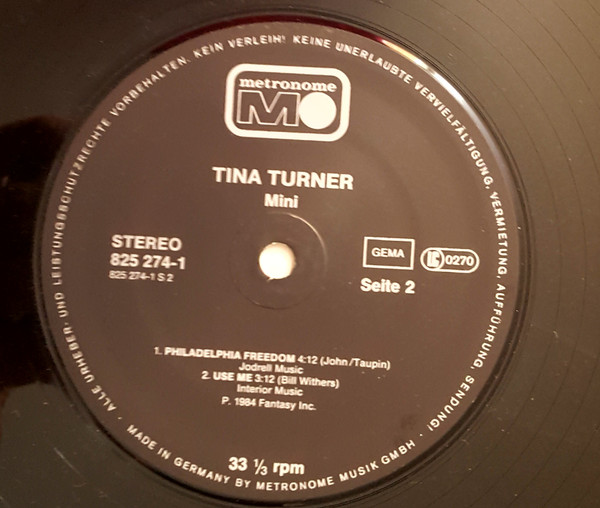 ALLE URHEBER- UND LEISTUNGSSCHUTZRECHTE VORBEHALTEN. KEIN VERLEIH! KEINE UNERLAUBTE VERVIELFÄLTIGUNG, VERMIETUNG, AUFFÜHRUNG, SENDUNG!
metronome
MO
TINA TURNER
Mini
STEREO
825 274-1
825 274-1 S 2
GEMA
LC 0270
Seite 2
1. PHILADELPHIA FREEDOM 4:12 (John/Taupin)
Jodrell Music
2. USE ME 3:12 (Bill Withers)
Interior Music
P. 1984 Fantasy Inc.
33 ⅓ rpm
· MADE IN GERMANY BY METRONOME MUSIK GMBH ·